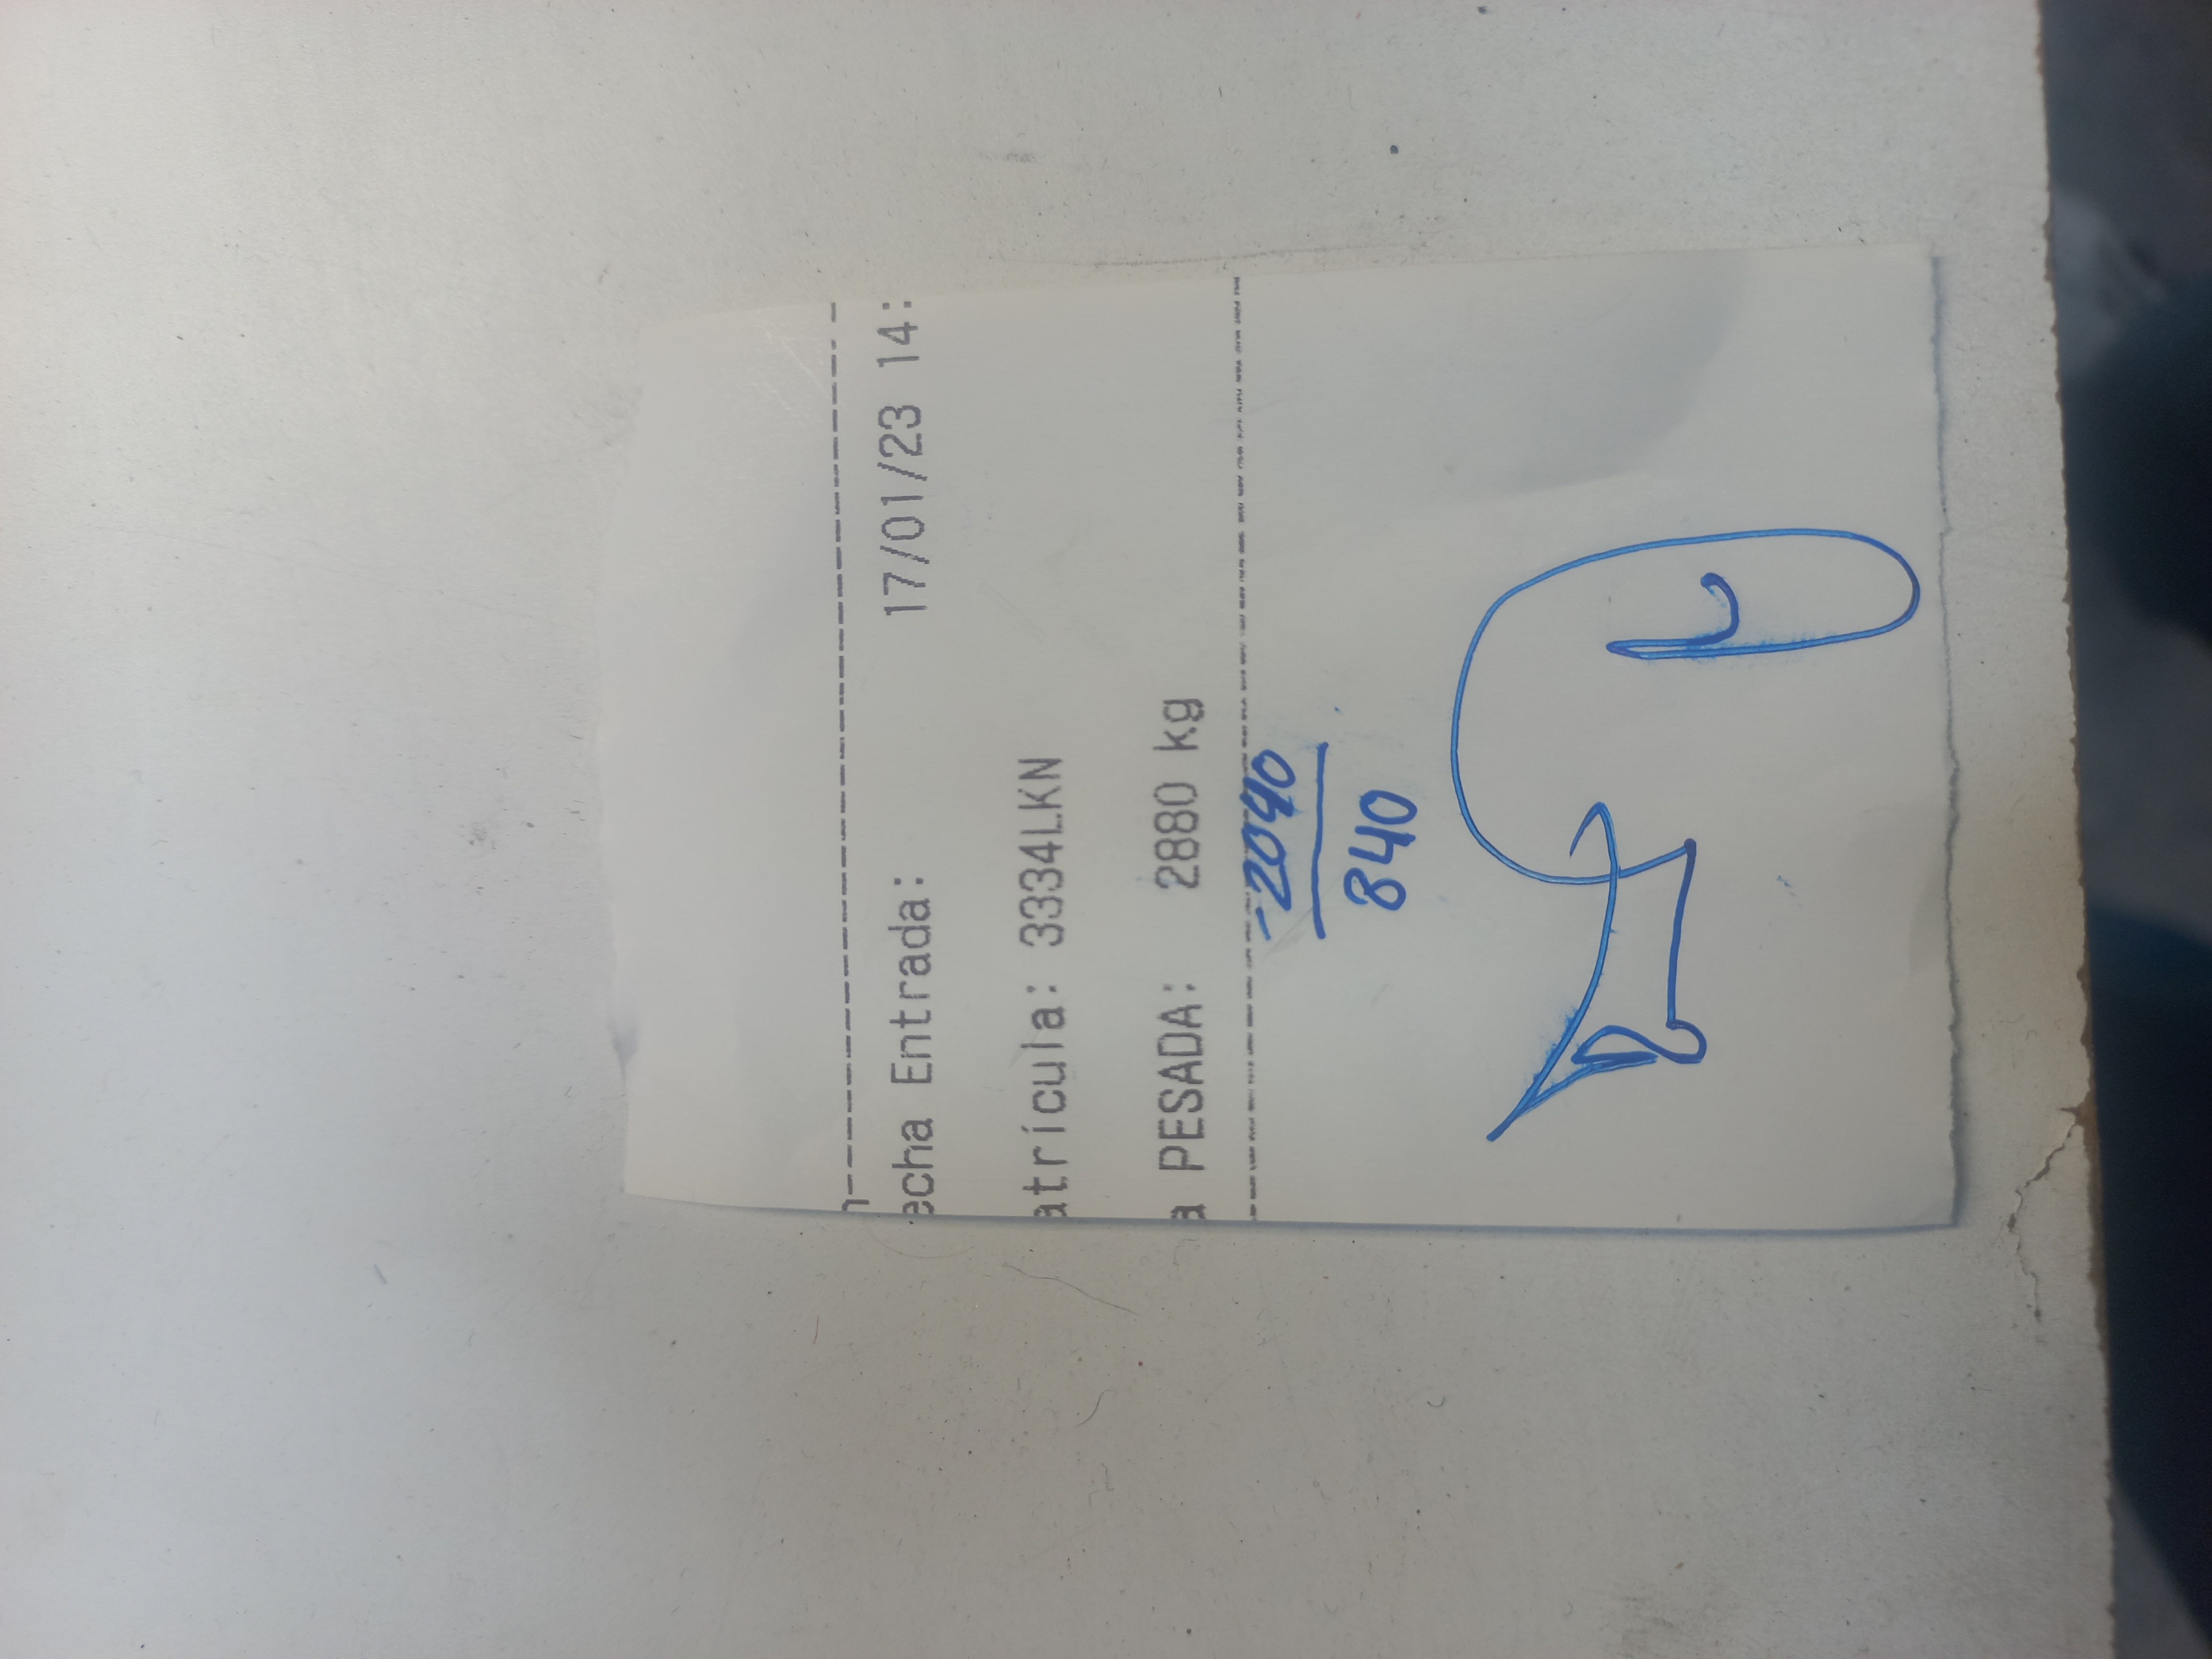 echa Entrada: 17/01/23 14:
atrícula: 3334LKN
a PESADA: 2880 kg
-2040
840